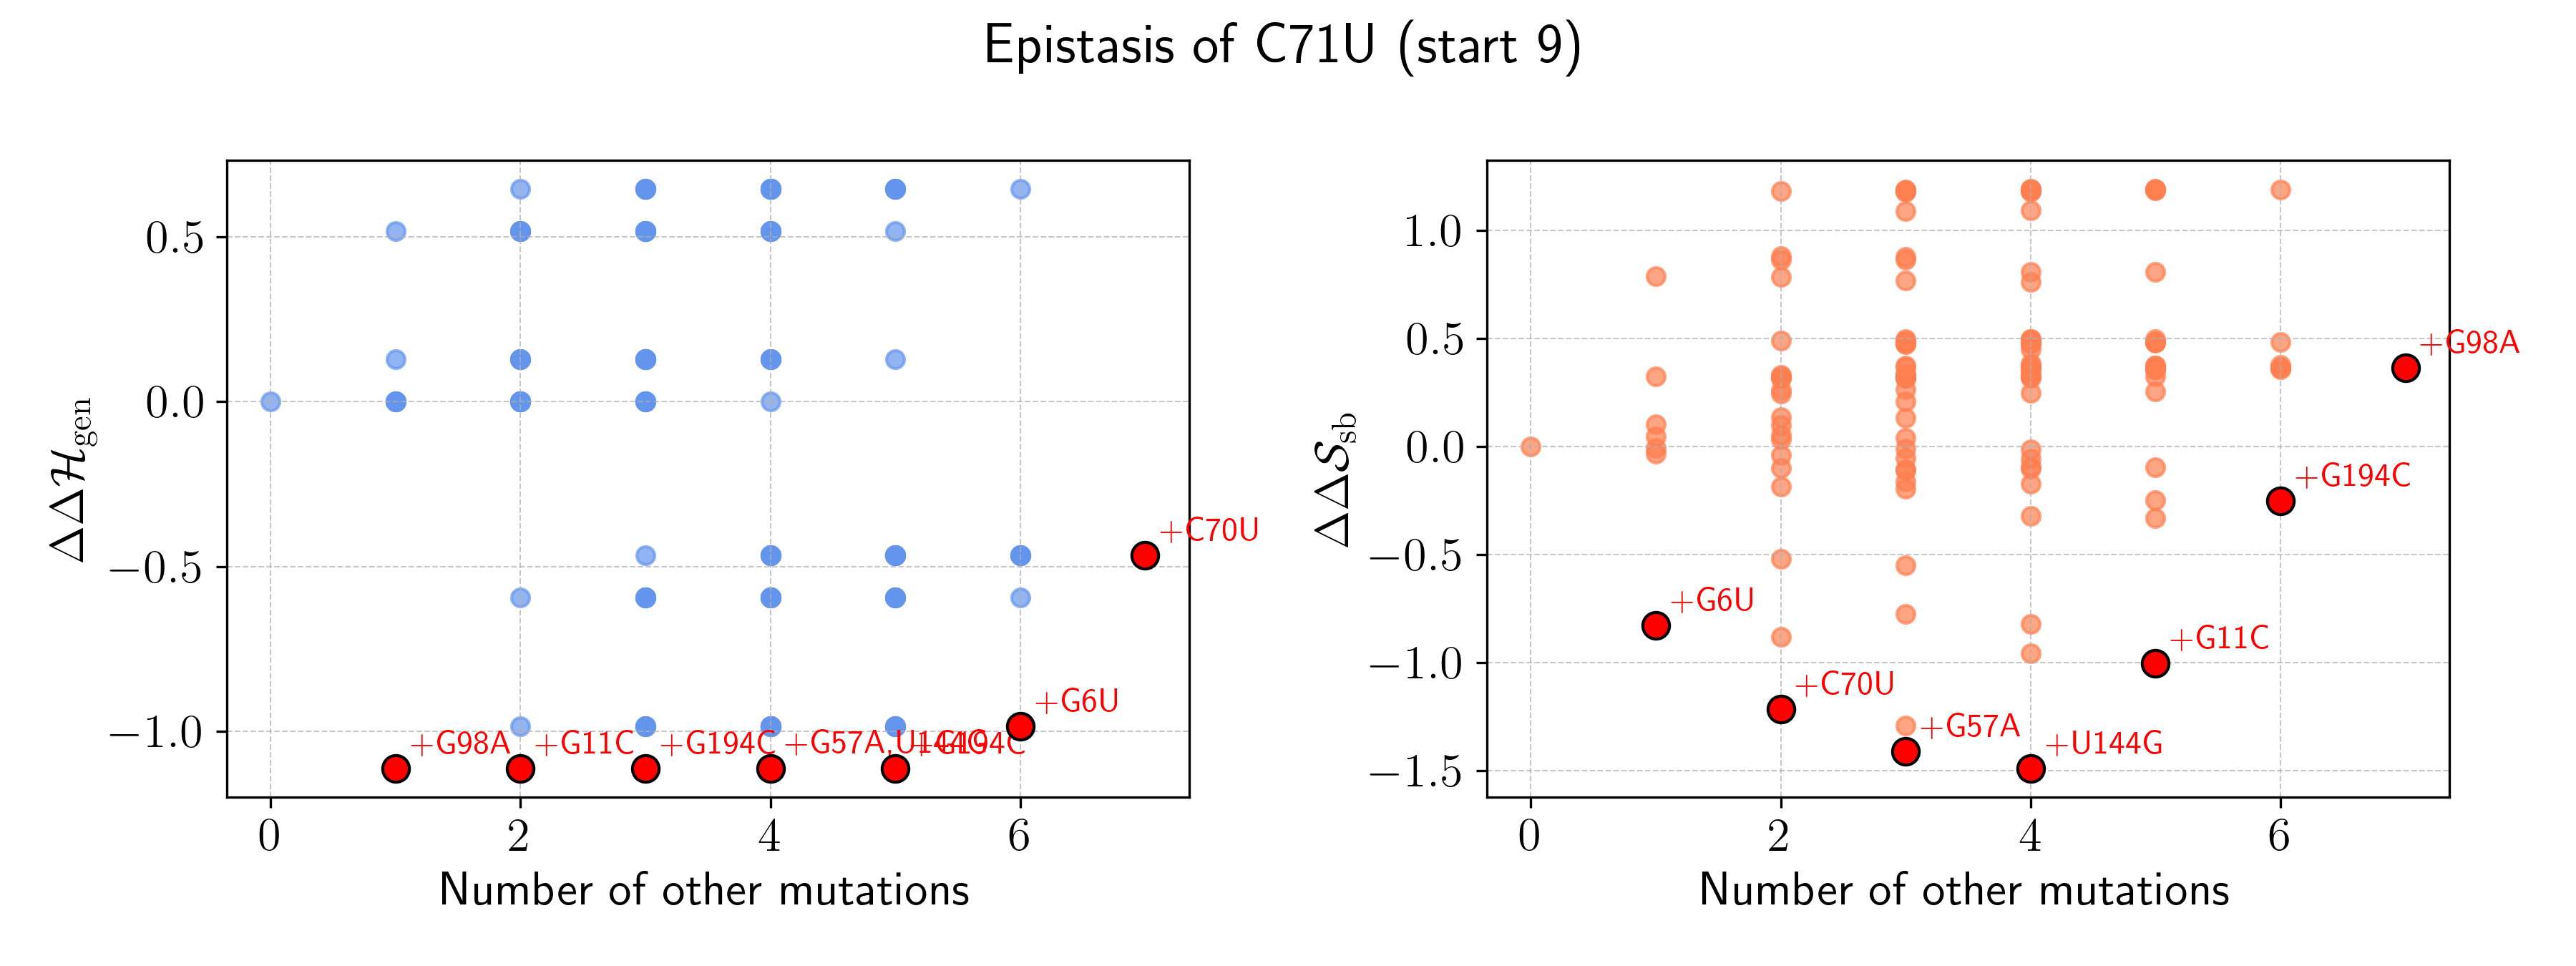 Epistasis of C71U (start 9)
ΔΔℋgen
0.5
0.0
−0.5
−1.0
+G98A
+G11C
+G194C
+G57A,U144G
+G194C
+G6U
+C70U
0
2
4
6
Number of other mutations
ΔΔ𝒮sb
1.0
0.5
0.0
−0.5
−1.0
−1.5
+G6U
+C70U
+G57A
+U144G
+G11C
+G194C
+G98A
0
2
4
6
Number of other mutations